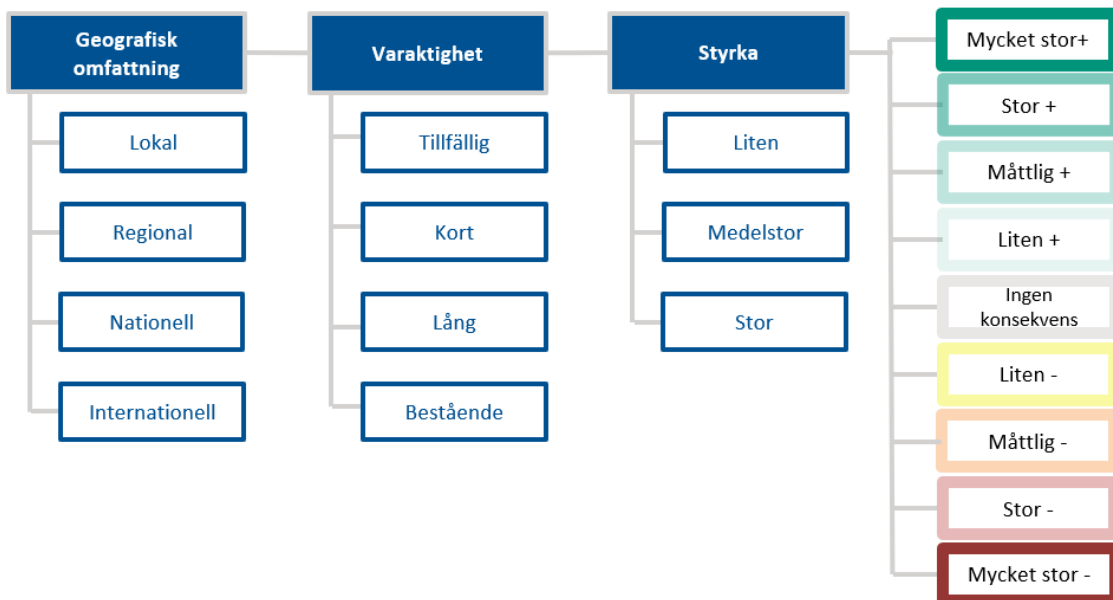 Geografisk
omfattning
Lokal
Regional
Nationell
Internationell
Varaktighet
Tillfällig
Kort
Lång
Bestående
Styrka
Liten
Medelstor
Stor
Mycket stor+
Stor +
Måttlig +
Liten +
Ingen
konsekvens
Liten -
Måttlig -
Stor -
Mycket stor -